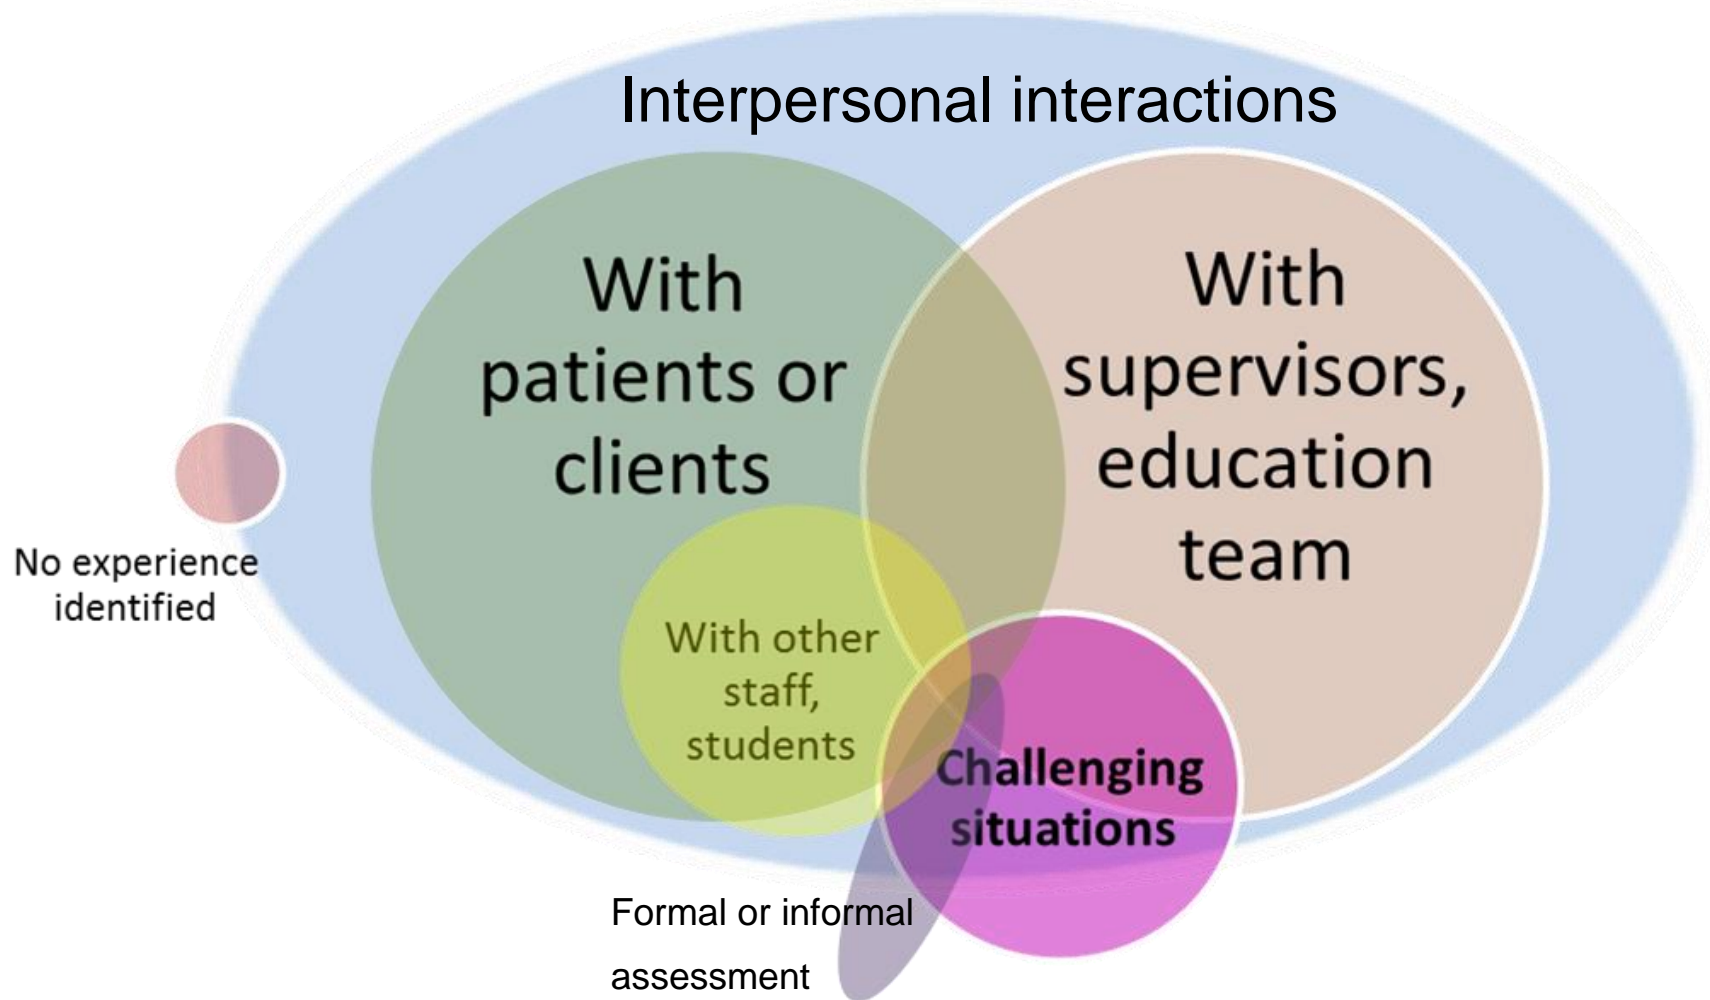 Interpersonal interactions
With
patients or
clients
With
supervisors,
education
team
No experience
identified
With other
staff,
students
Challenging
situations
Formal or informal
assessment